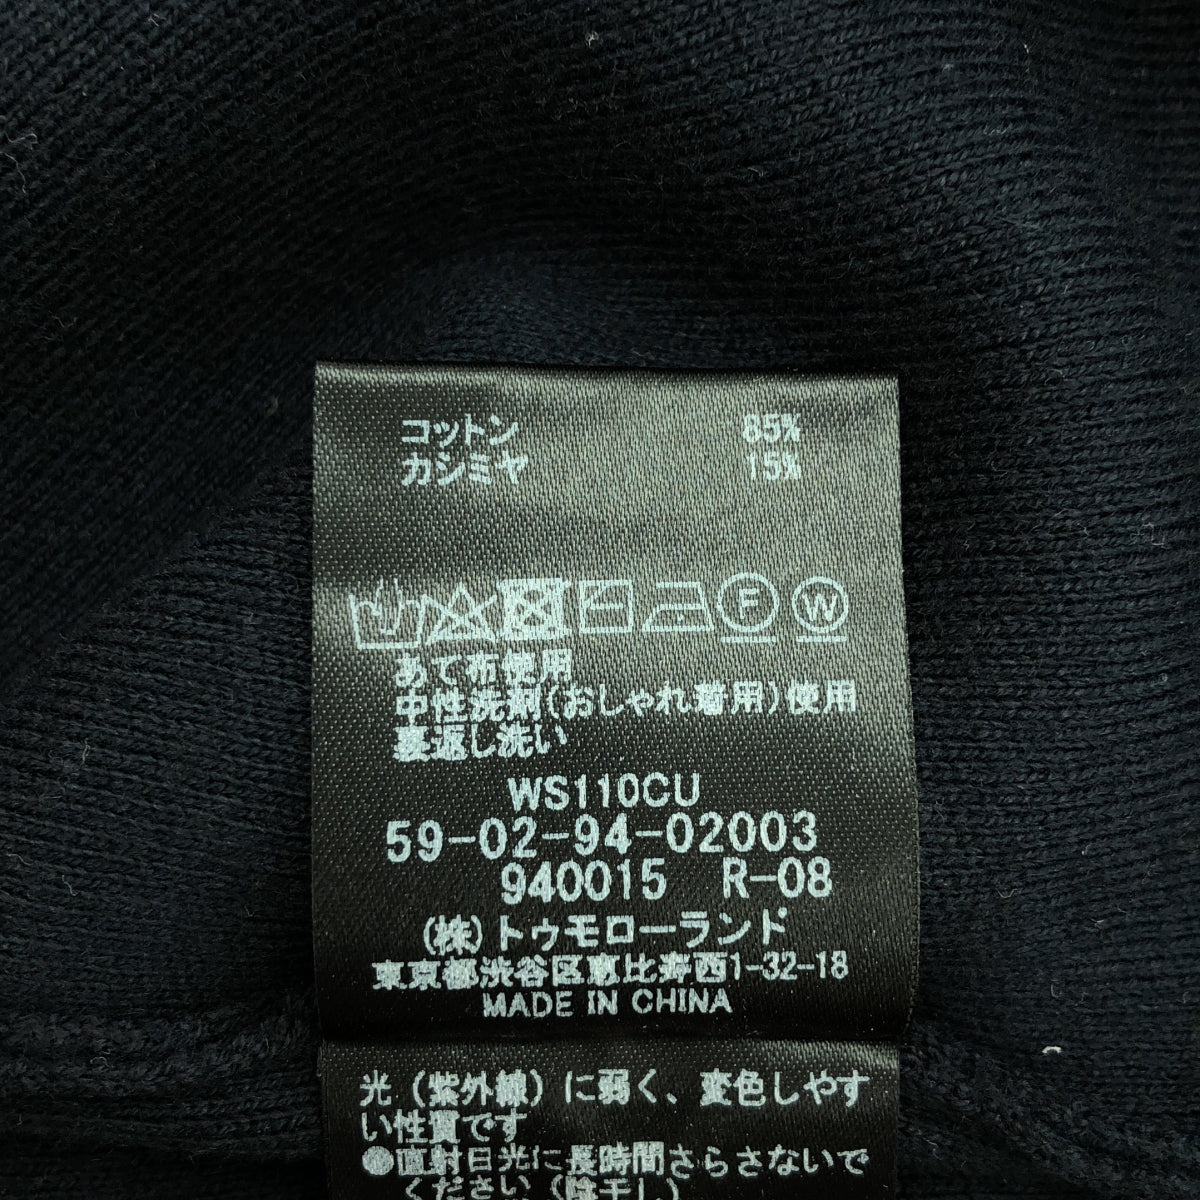 コットン 85%
カシミヤ 15%
F W
あて布使用
中性洗剤(おしゃれ着用)使用
裏返し洗い
WS110CU
59-02-94-02003
940015 R-08
(株)トゥモローランド
東京都渋谷区恵比寿西1-32-18
MADE IN CHINA
光(紫外線)に弱く、変色しやす
い性質です
●直射日光に長時間さらさないで
ください(陰干し)